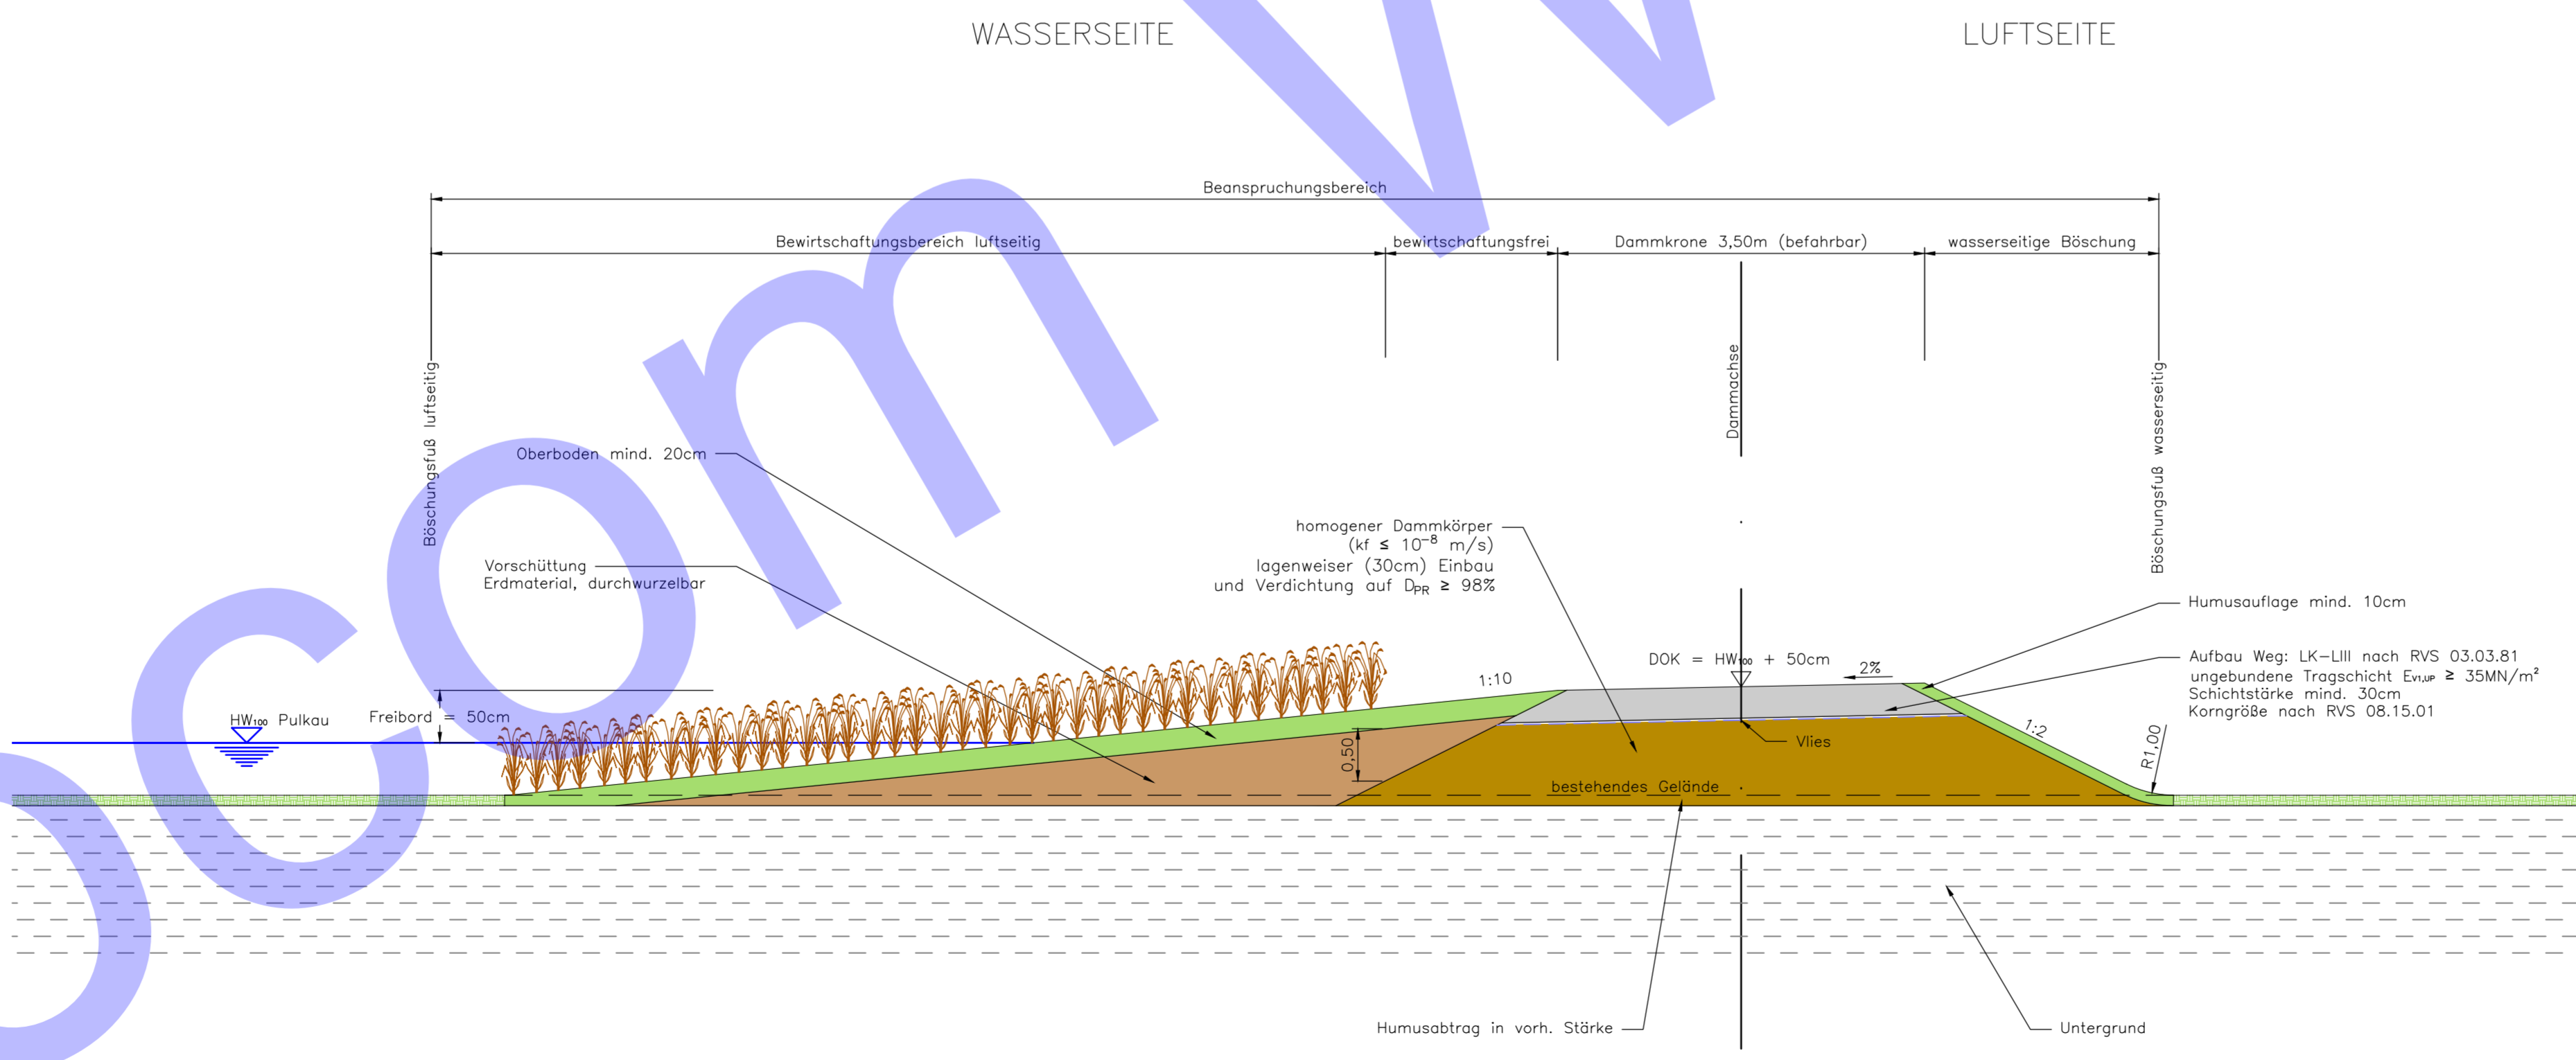 WASSERSEITE
LUFTSEITE
Beanspruchungsbereich
Bewirtschaftungsbereich luftseitig
bewirtschaftungsfrei
Dammkrone 3,50m (befahrbar)
wasserseitige Böschung
Böschungsfuß luftseitig
Dammachse
Böschungsfuß wasserseitig
Oberboden mind. 20cm
Vorschüttung
Erdmaterial, durchwurzelbar
homogener Dammkörper
(kf ≤ 10⁻⁸ m/s)
lagenweiser (30cm) Einbau
und Verdichtung auf DPR ≥ 98%
Humusauflage mind. 10cm
Aufbau Weg: LK-LIII nach RVS 03.03.81
ungebundene Tragschicht Ev1,UP ≥ 35MN/m²
Schichtstärke mind. 30cm
Korngröße nach RVS 08.15.01
DOK = HW100 + 50cm
2%
1:10
HW100 Pulkau
Freibord = 50cm
0,50
Vlies
1:2
R1,00
bestehendes Gelände
Humusabtrag in vorh. Stärke
Untergrund
ocom w